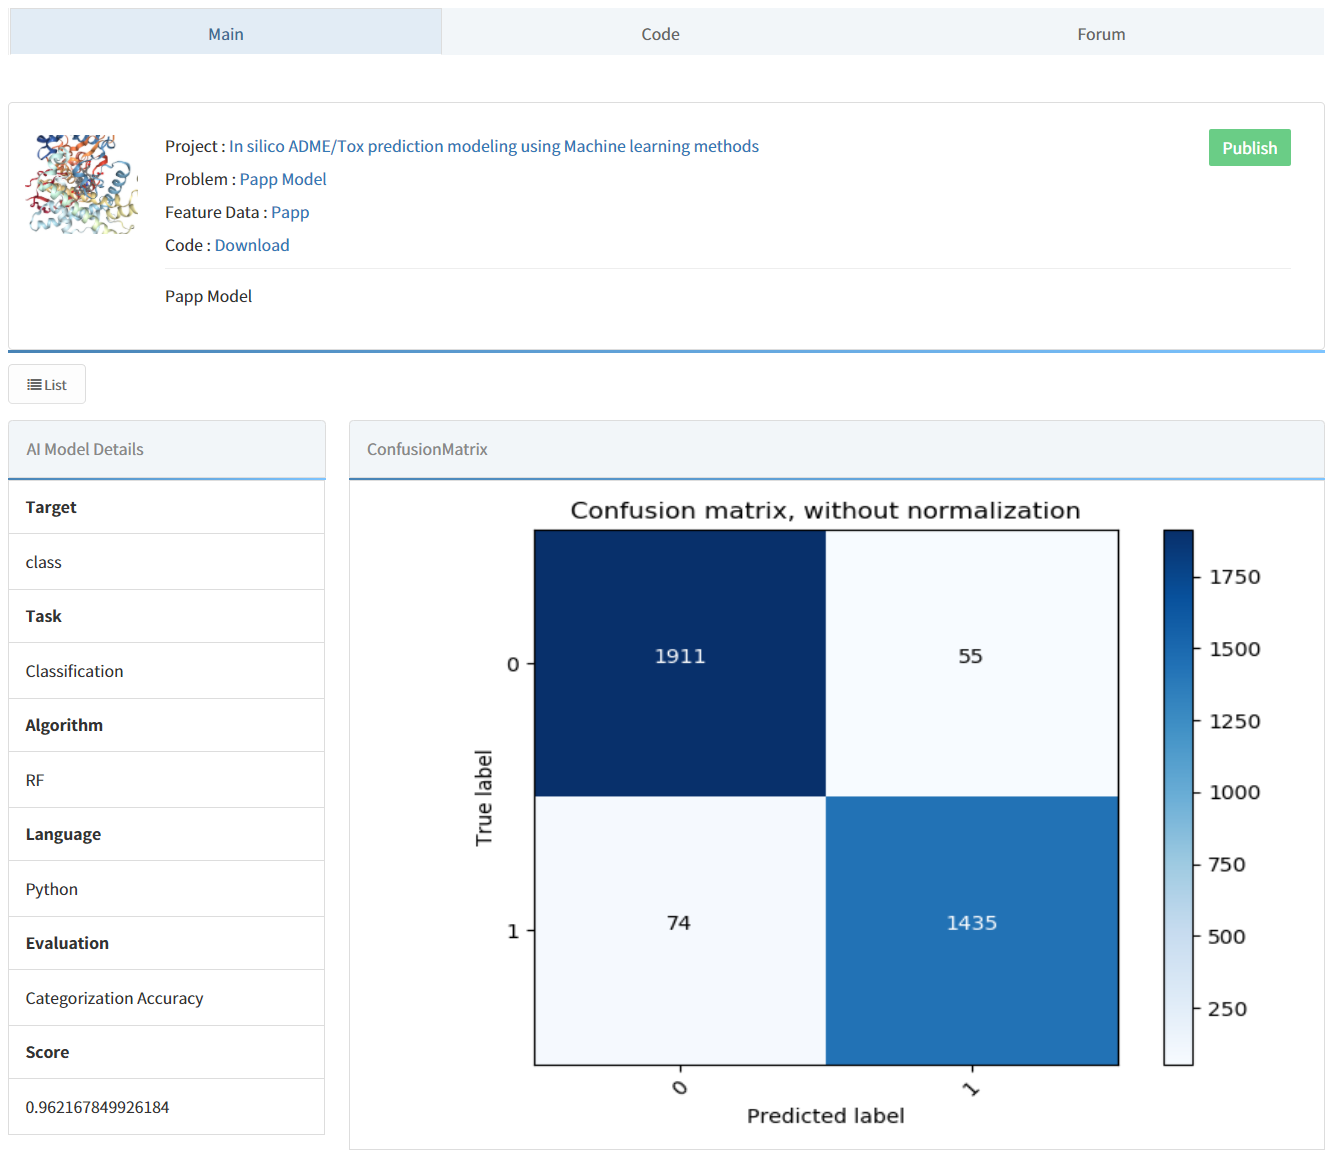 Main
Code
Forum
Project : In silico ADME/Tox prediction modeling using Machine learning methods
Publish
Problem : Papp Model
Feature Data : Papp
Code : Download
Papp Model
List
AI Model Details
Target
class
Task
Classification
Algorithm
RF
Language
Python
Evaluation
Categorization Accuracy
Score
0.962167849926184
ConfusionMatrix
Confusion matrix, without normalization
True label
0
1911
55
1
74
1435
0
1
Predicted label
1750
1500
1250
1000
750
500
250